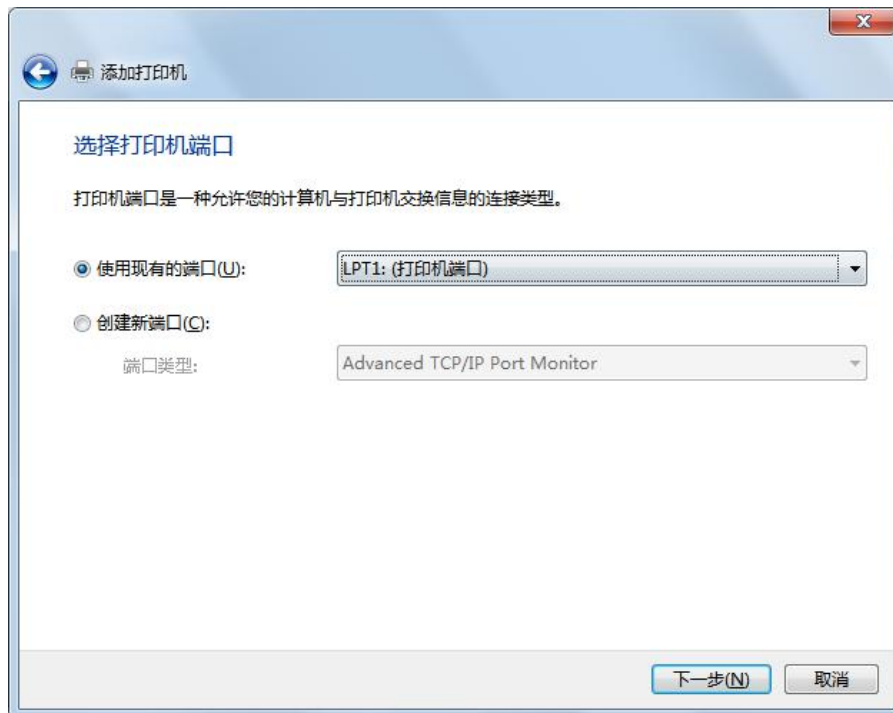 添加打印机
选择打印机端口
打印机端口是一种允许您的计算机与打印机交换信息的连接类型。
使用现有的端口(U): LPT1: (打印机端口)
创建新端口(C):
端口类型: Advanced TCP/IP Port Monitor
下一步(N) 取消